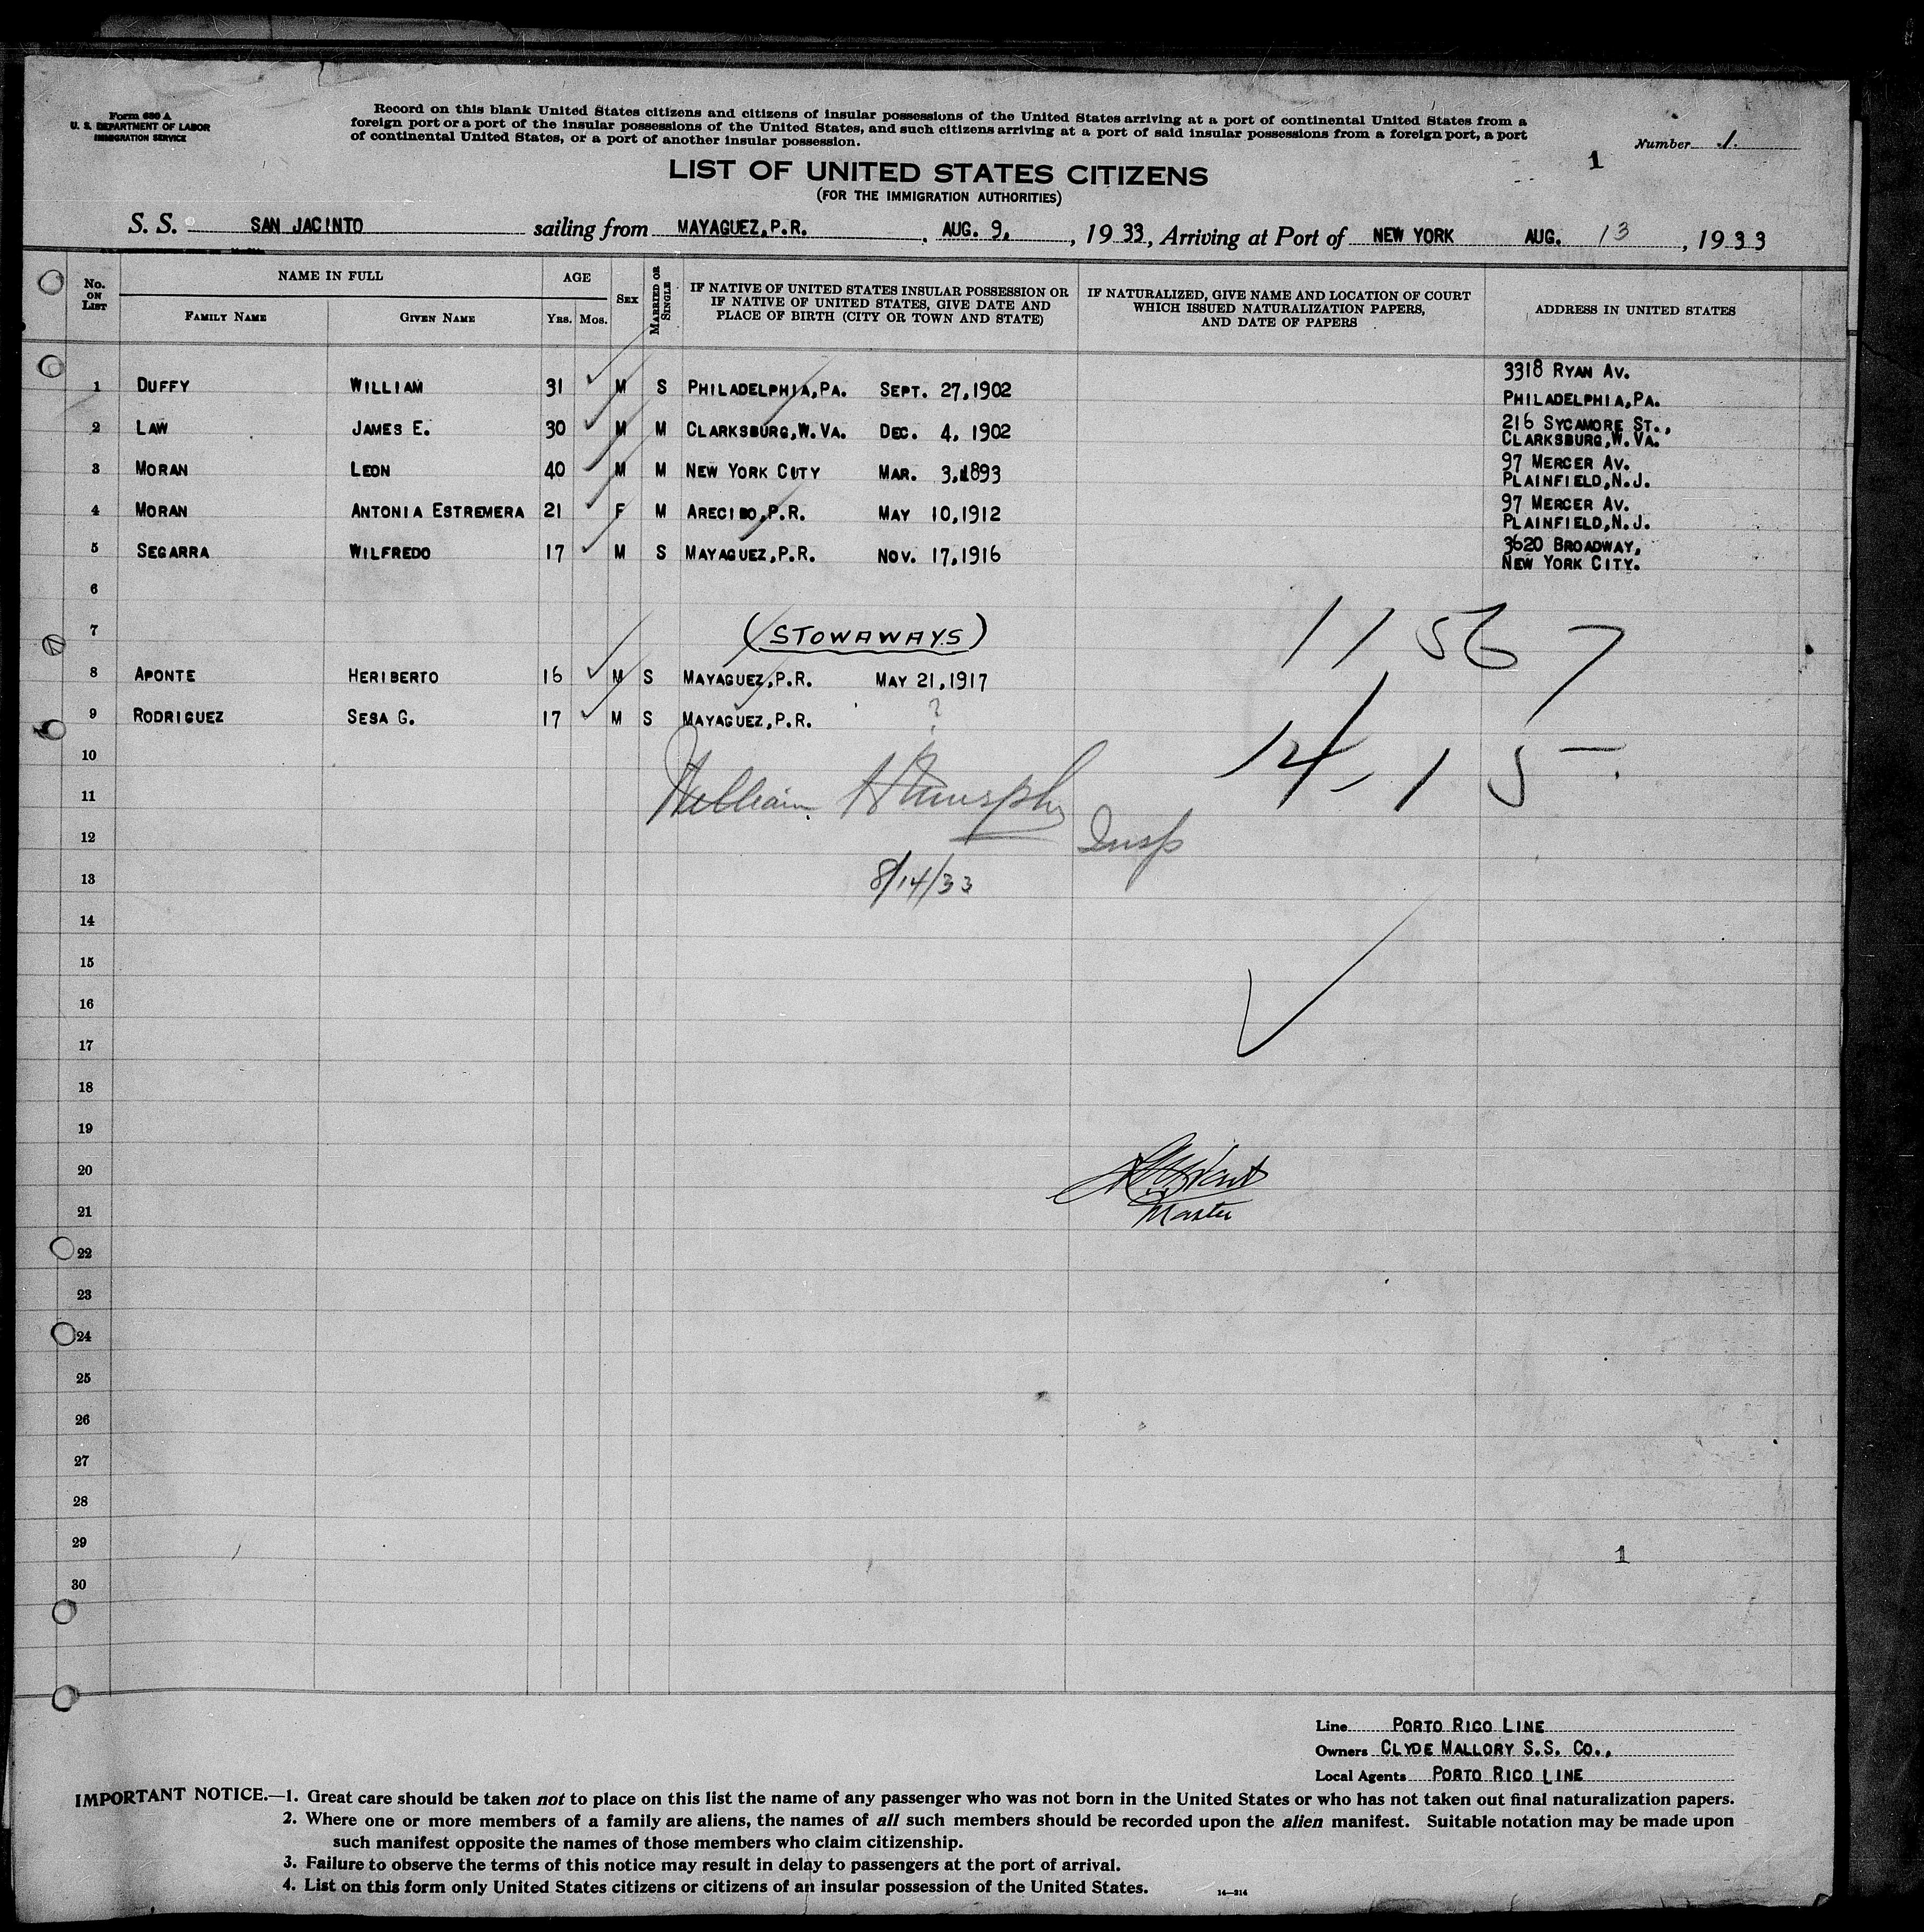 Form 630 A
U. S. DEPARTMENT OF LABOR
IMMIGRATION SERVICE
Record on this blank United States citizens and citizens of insular possessions of the United States arriving at a port of continental United States from a
foreign port or a port of the insular possessions of the United States, and such citizens arriving at a port of said insular possessions from a foreign port, a port
of continental United States, or a port of another insular possession.
Number 1.
1
LIST OF UNITED STATES CITIZENS
(FOR THE IMMIGRATION AUTHORITIES)
S. S. SAN JACINTO sailing from MAYAGUEZ, P.R. , AUG. 9, , 1933, Arriving at Port of NEW YORK AUG. 13 , 1933
No. ON LIST NAME IN FULL FAMILY NAME GIVEN NAME AGE YRS. MOS. SEX MARRIED OR SINGLE IF NATIVE OF UNITED STATES INSULAR POSSESSION OR IF NATIVE OF UNITED STATES, GIVE DATE AND PLACE OF BIRTH (CITY OR TOWN AND STATE) IF NATURALIZED, GIVE NAME AND LOCATION OF COURT WHICH ISSUED NATURALIZATION PAPERS, AND DATE OF PAPERS ADDRESS IN UNITED STATES
1 DUFFY WILLIAM 31 M S PHILADELPHIA, PA. SEPT. 27, 1902 3318 RYAN AV. PHILADELPHIA, PA.
2 LAW JAMES E. 30 M M CLARKSBURG, W. VA. DEC. 4, 1902 216 SYCAMORE ST., CLARKSBURG, W. VA.
3 MORAN LEON 40 M M NEW YORK CITY MAR. 3, 1893 97 MERCER AV. PLAINFIELD, N.J.
4 MORAN ANTONIA ESTREMERA 21 F M ARECIBO, P.R. MAY 10, 1912 97 MERCER AV. PLAINFIELD, N.J.
5 SEGARRA WILFREDO 17 M S MAYAGUEZ, P.R. NOV. 17, 1916 3620 BROADWAY, NEW YORK CITY.
6
7 (STOWAWAYS)
8 APONTE HERIBERTO 16 M S MAYAGUEZ, P.R. MAY 21, 1917
9 RODRIGUEZ SESA G. 17 M S MAYAGUEZ, P.R. ?
10
11 William H Murphy
12 Insp
13 8/14/33
14
15
16
17
18
19
20
21 Master
22
23
24
25
26
27
28
29 1
30
Line PORTO RICO LINE
Owners CLYDE MALLORY S.S. CO.,
Local Agents PORTO RICO LINE
IMPORTANT NOTICE.—1. Great care should be taken not to place on this list the name of any passenger who was not born in the United States or who has not taken out final naturalization papers.
2. Where one or more members of a family are aliens, the names of all such members should be recorded upon the alien manifest. Suitable notation may be made upon
such manifest opposite the names of those members who claim citizenship.
3. Failure to observe the terms of this notice may result in delay to passengers at the port of arrival.
4. List on this form only United States citizens or citizens of an insular possession of the United States.
14—214